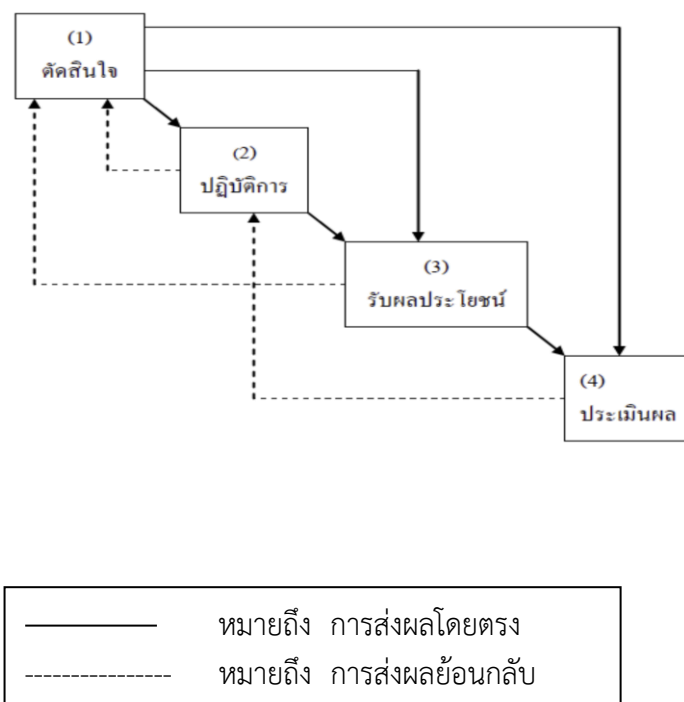 (1)
ตัดสินใจ
(2)
ปฏิบัติการ
(3)
รับผลประโยชน์
(4)
ประเมินผล
หมายถึง การส่งผลโดยตรง
หมายถึง การส่งผลย้อนกลับ